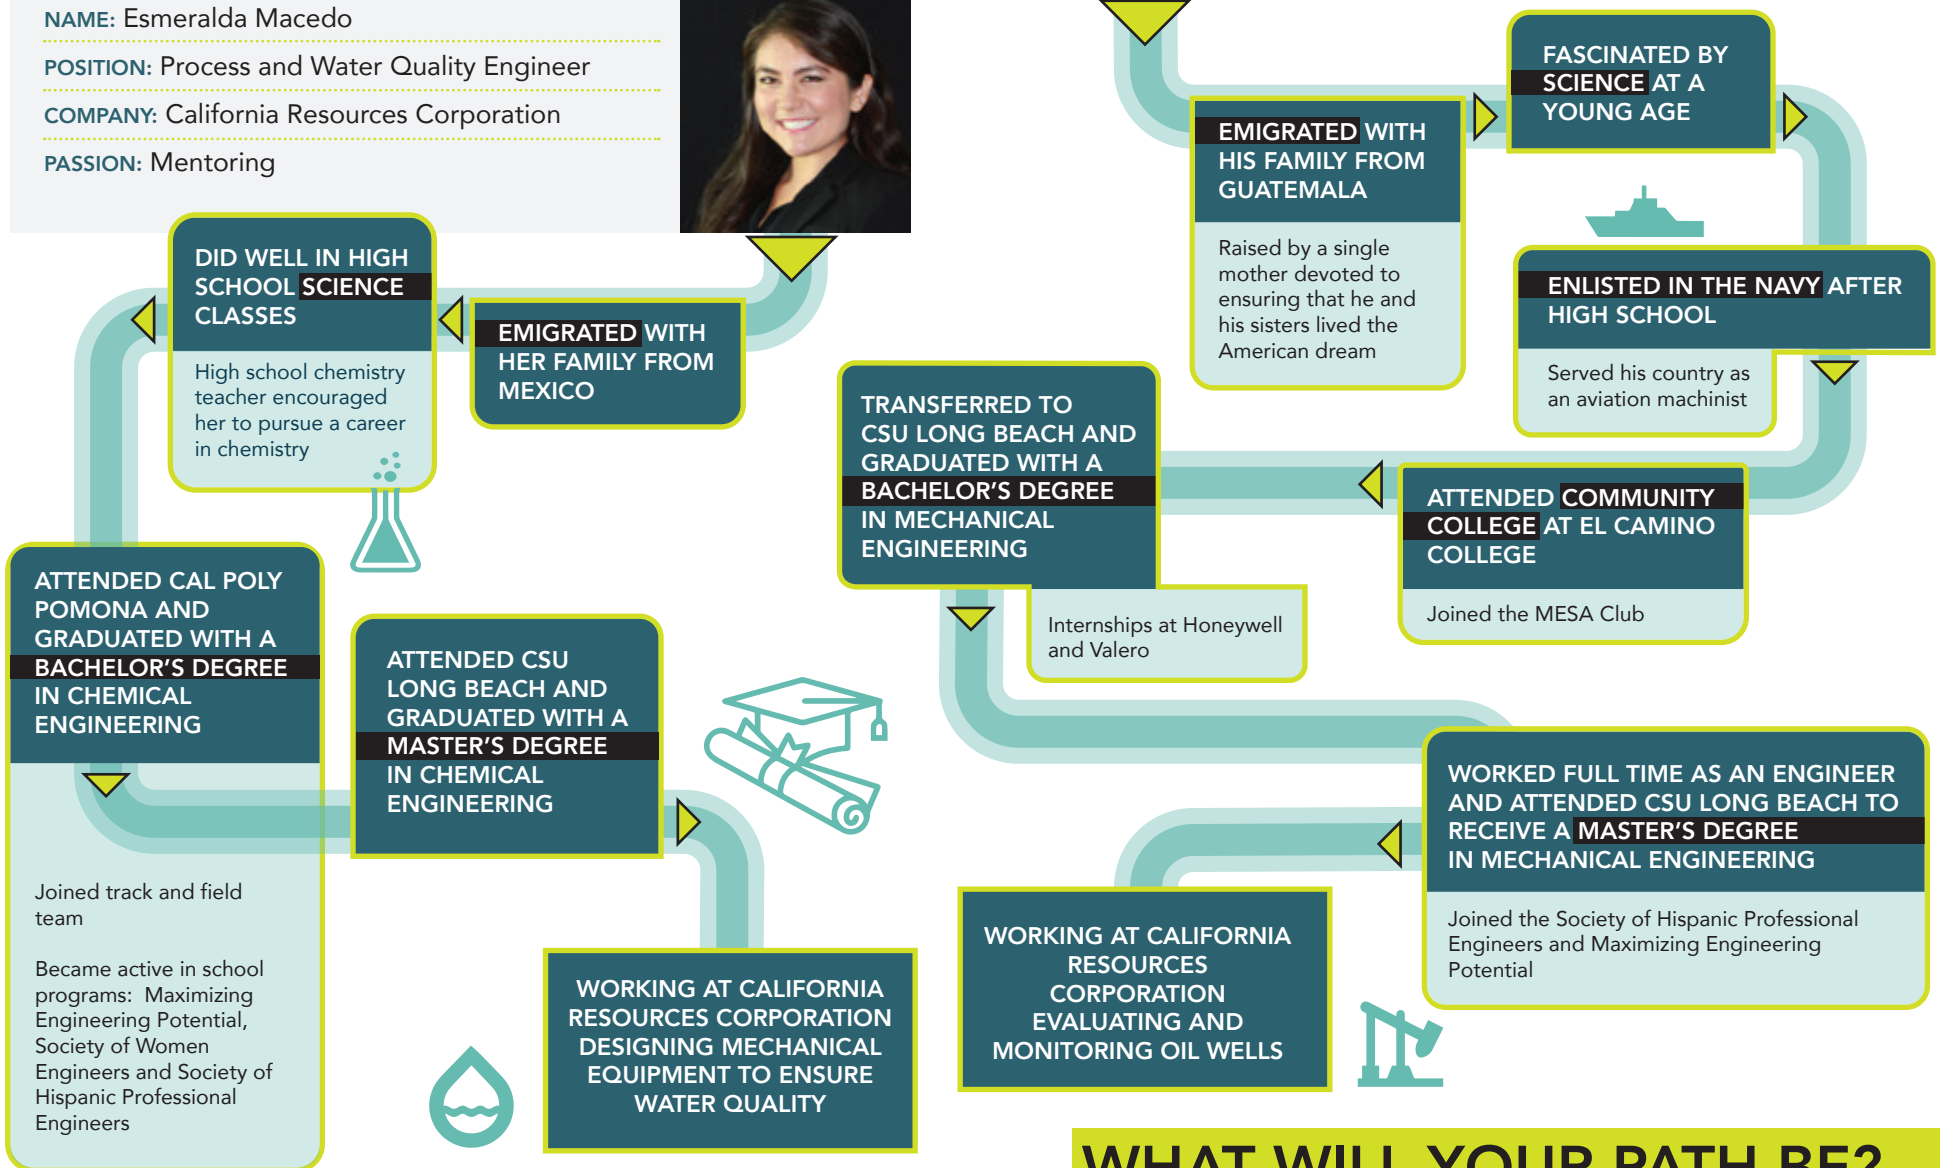 NAME: Esmeralda Macedo
POSITION: Process and Water Quality Engineer
COMPANY: California Resources Corporation
PASSION: Mentoring
EMIGRATED WITH
HER FAMILY FROM
MEXICO
DID WELL IN HIGH
SCHOOL SCIENCE
CLASSES
High school chemistry
teacher encouraged
her to pursue a career
in chemistry
ATTENDED CAL POLY
POMONA AND
GRADUATED WITH A
BACHELOR'S DEGREE
IN CHEMICAL
ENGINEERING
Joined track and field
team
Became active in school
programs: Maximizing
Engineering Potential,
Society of Women
Engineers and Society of
Hispanic Professional
Engineers
ATTENDED CSU
LONG BEACH AND
GRADUATED WITH A
MASTER'S DEGREE
IN CHEMICAL
ENGINEERING
WORKING AT CALIFORNIA
RESOURCES CORPORATION
DESIGNING MECHANICAL
EQUIPMENT TO ENSURE
WATER QUALITY
EMIGRATED WITH
HIS FAMILY FROM
GUATEMALA
Raised by a single
mother devoted to
ensuring that he and
his sisters lived the
American dream
FASCINATED BY
SCIENCE AT A
YOUNG AGE
ENLISTED IN THE NAVY AFTER
HIGH SCHOOL
Served his country as
an aviation machinist
ATTENDED COMMUNITY
COLLEGE AT EL CAMINO
COLLEGE
Joined the MESA Club
TRANSFERRED TO
CSU LONG BEACH AND
GRADUATED WITH A
BACHELOR'S DEGREE
IN MECHANICAL
ENGINEERING
Internships at Honeywell
and Valero
WORKED FULL TIME AS AN ENGINEER
AND ATTENDED CSU LONG BEACH TO
RECEIVE A MASTER'S DEGREE
IN MECHANICAL ENGINEERING
Joined the Society of Hispanic Professional
Engineers and Maximizing Engineering
Potential
WORKING AT CALIFORNIA
RESOURCES
CORPORATION
EVALUATING AND
MONITORING OIL WELLS
WHAT WILL YOUR PATH BE?